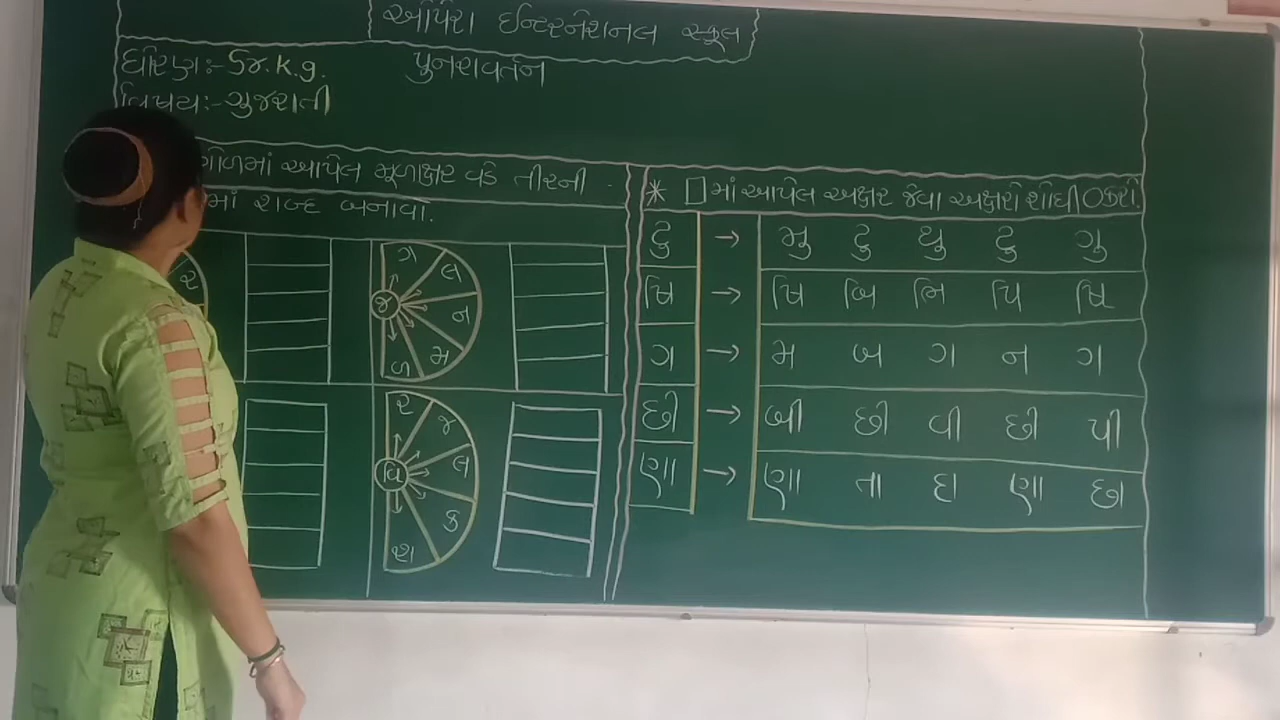 ઓપેરા ઇન્ટરનેશનલ સ્કૂલ
ધોરણ:- Sr.k.g.
પુનરાવર્તન
વિષય:- ગુજરાતી
ગોળમાં આપેલ મૂળાક્ષર વડે તીરની
માં શબ્દ બનાવો.
ર
જ ગ લ ન મ ળ
વિ ર જ લ ક શ
* □માં આપેલ અક્ષર જેવા અક્ષરો શોધી O કરો.
ટુ → મુ ટુ ધુ ટુ ગુ
ખિ → ખિ બિ ભિ પિ ખિ
ગ → મ બ ગ ન ગ
છી → બી છી વી છી પી
ણા → ણા તા દા ણા છા